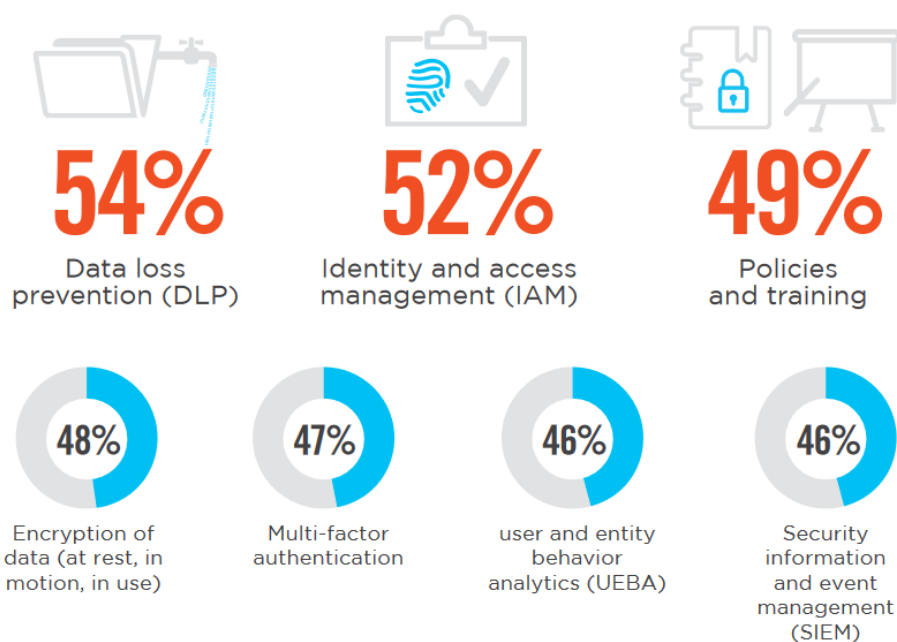 54%
52%
49%
Data loss
prevention (DLP)
Identity and access
management (IAM)
Policies
and training
48%
47%
46%
46%
Encryption of
data (at rest, in
motion, in use)
Multi-factor
authentication
user and entity
behavior
analytics (UEBA)
Security
information
and event
management
(SIEM)